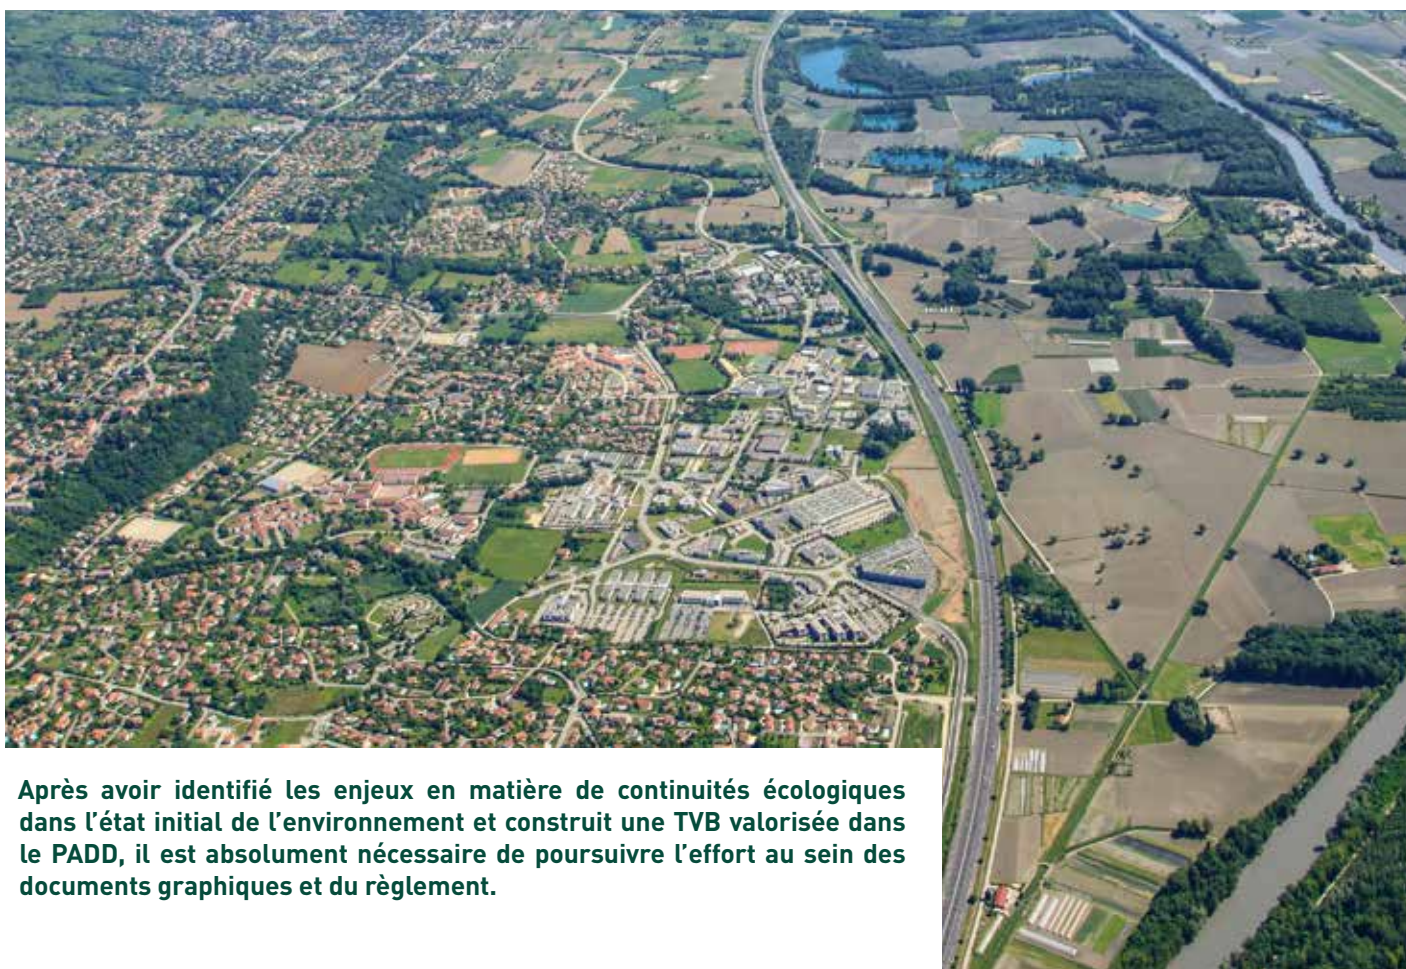 Après avoir identifié les enjeux en matière de continuités écologiques
dans l’état initial de l’environnement et construit une TVB valorisée dans
le PADD, il est absolument nécessaire de poursuivre l’effort au sein des
documents graphiques et du règlement.